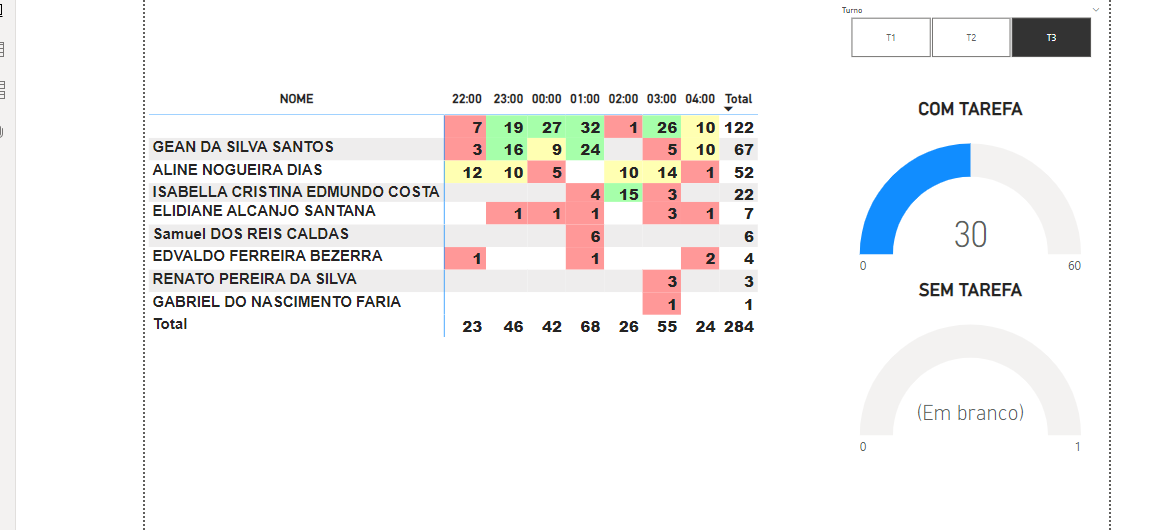 Turno
T1 T2 T3
NOME 22:00 23:00 00:00 01:00 02:00 03:00 04:00 Total
7 19 27 32 1 26 10 122
GEAN DA SILVA SANTOS 3 16 9 24 5 10 67
ALINE NOGUEIRA DIAS 12 10 5 10 14 1 52
ISABELLA CRISTINA EDMUNDO COSTA 4 15 3 22
ELIDIANE ALCANJO SANTANA 1 1 1 3 1 7
Samuel DOS REIS CALDAS 6 6
EDVALDO FERREIRA BEZERRA 1 1 2 4
RENATO PEREIRA DA SILVA 3 3
GABRIEL DO NASCIMENTO FARIA 1 1
Total 23 46 42 68 26 55 24 284
COM TAREFA
30
0 60
SEM TAREFA
(Em branco)
0 1